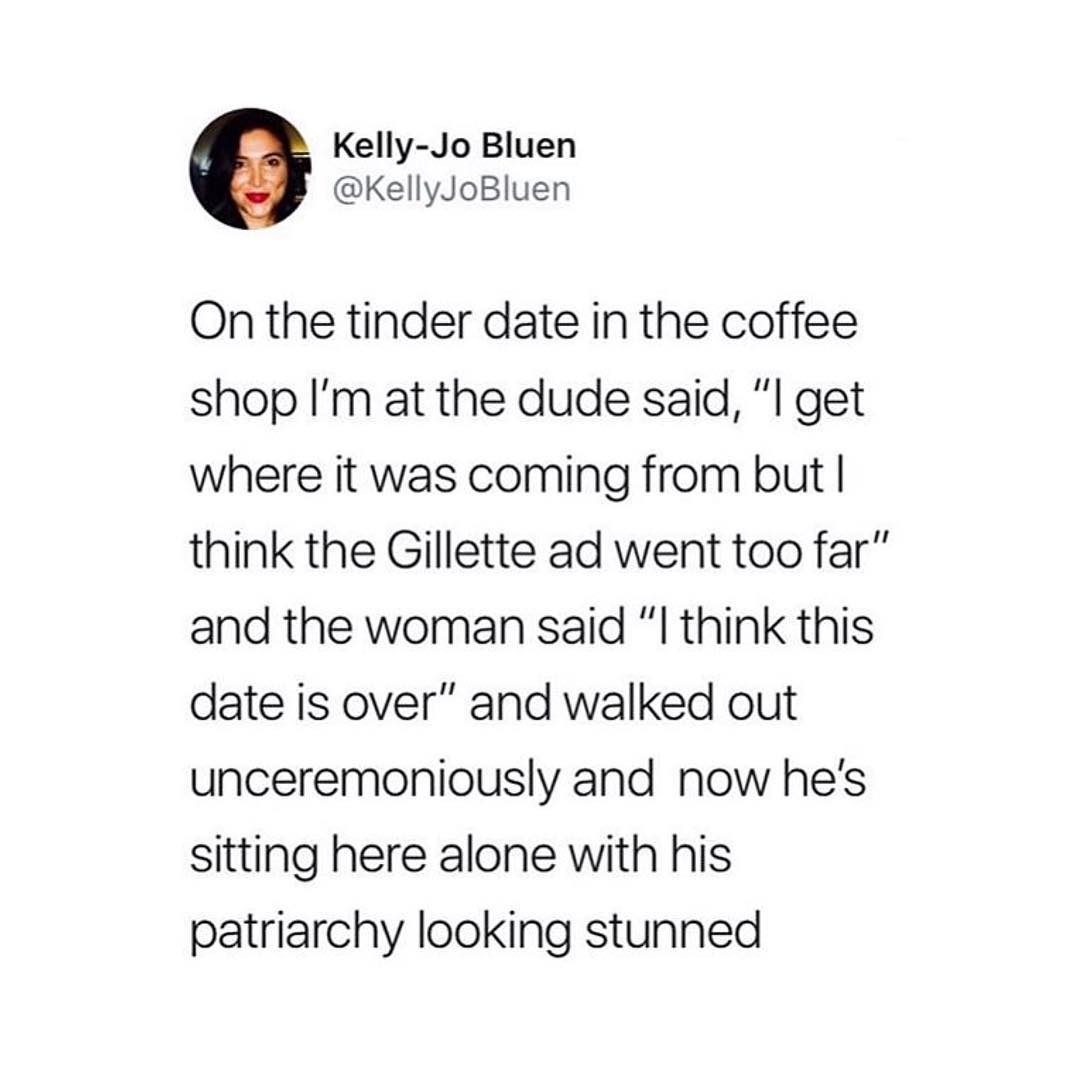 Kelly-Jo Bluen
@KellyJoBluen
On the tinder date in the coffee
shop I'm at the dude said, "I get
where it was coming from but I
think the Gillette ad went too far"
and the woman said "I think this
date is over" and walked out
unceremoniously and  now he's
sitting here alone with his
patriarchy looking stunned